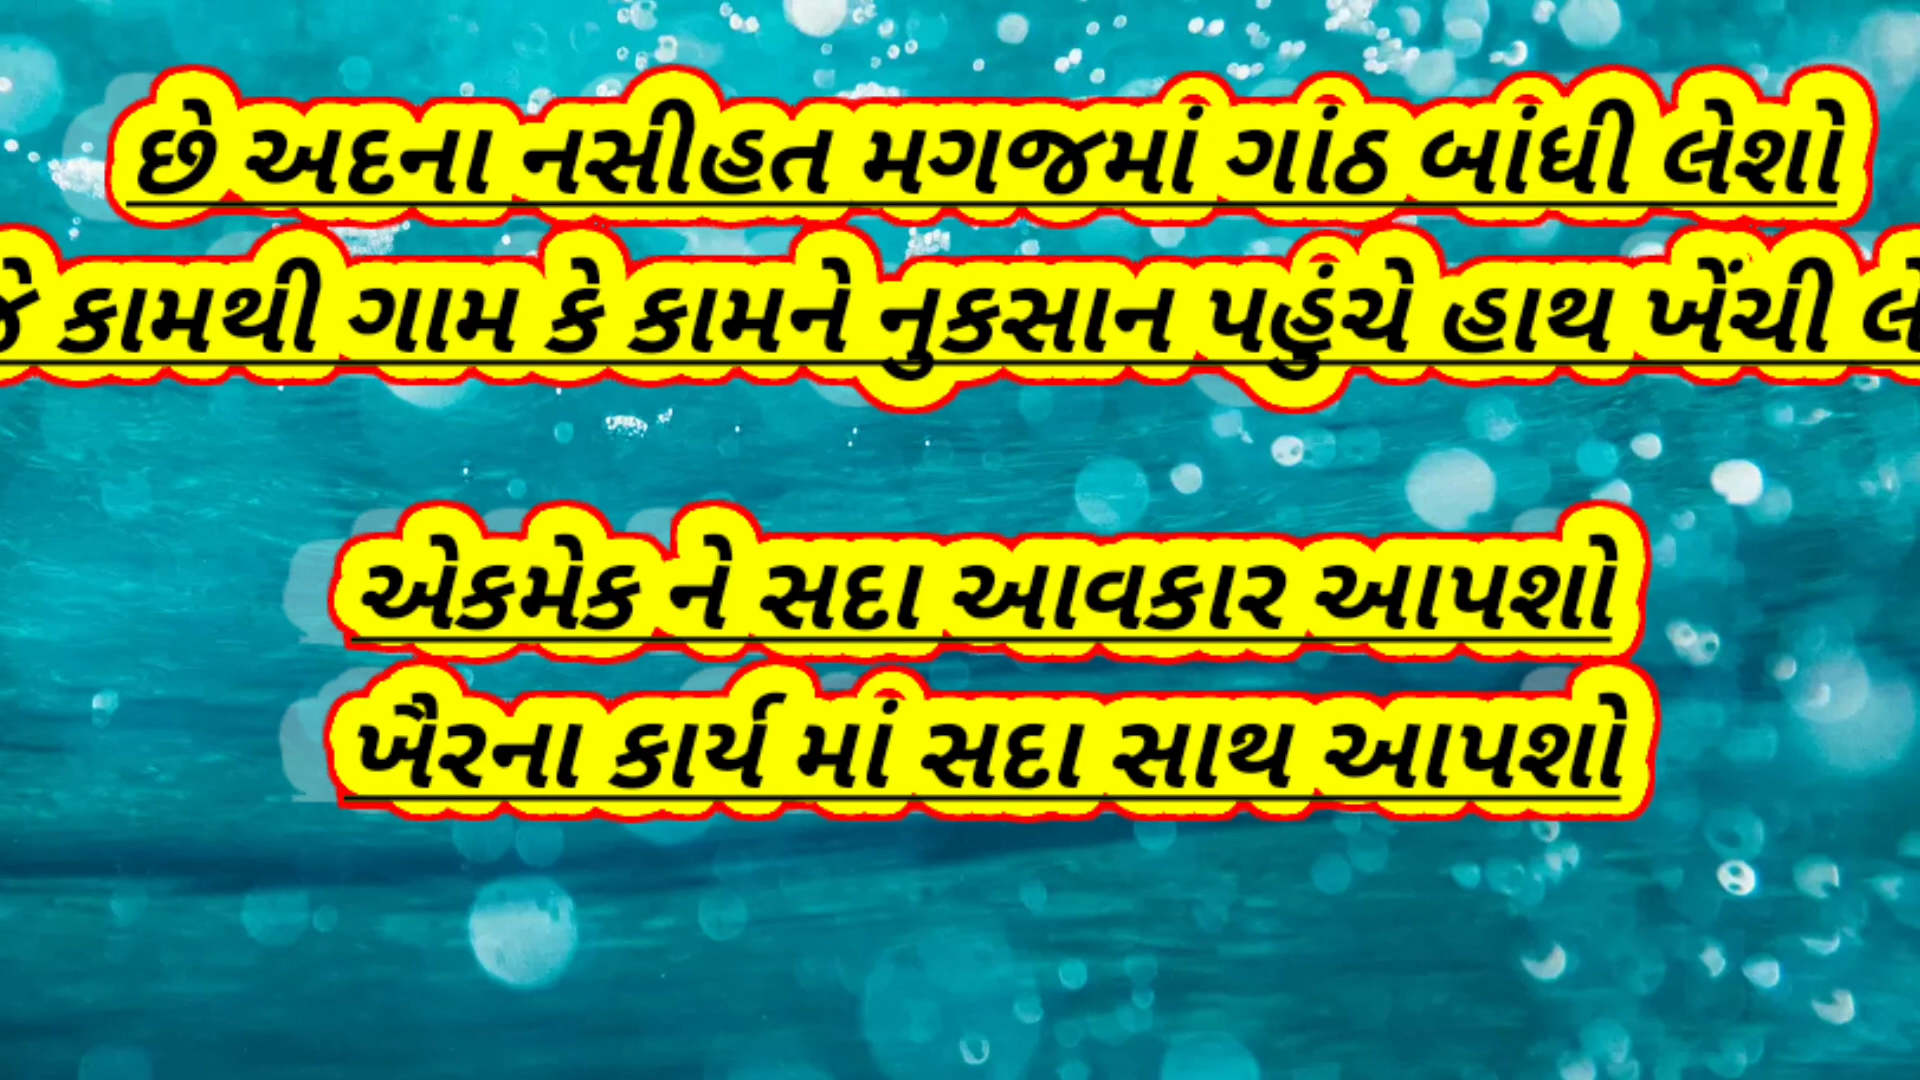 છે અદના નસીહત મગજમાં ગાંઠ બાંધી લેશો
કામથી ગામ કે કામને નુકસાન પહુંચે હાથ ખેંચી
એકમેક ને સદા આવકાર આપશો
ખૈરના કાર્ય માં સદા સાથ આપશો